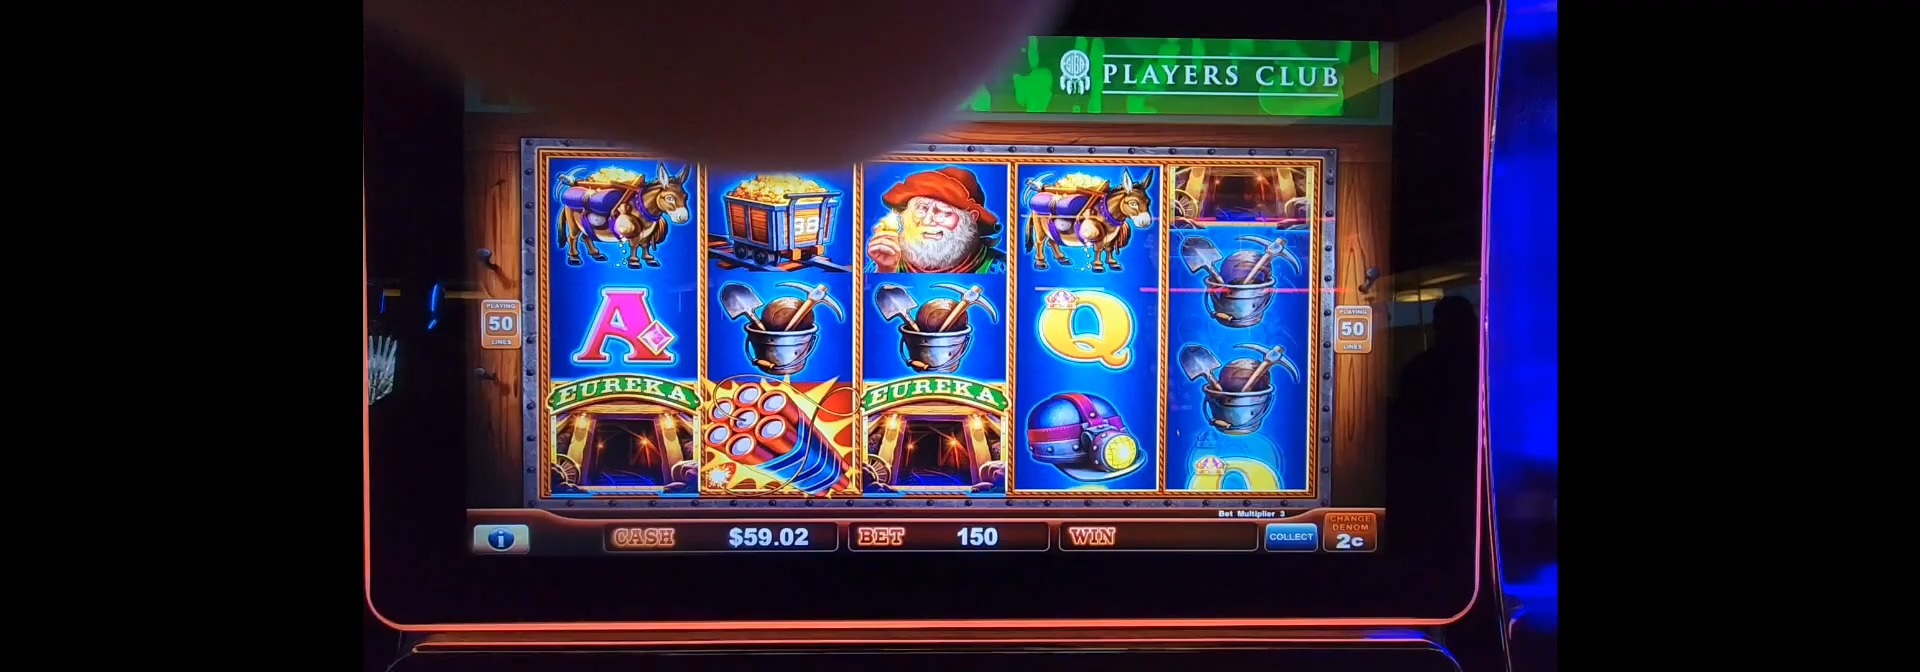 SIGA
PLAYERS CLUB
38
PLAYING
50
LINES
A
Q
PLAYING
50
LINES
EUREKA
EUREKA
Q
Bet Multiplier 3
i
CASH
$59.02
BET
150
WIN
COLLECT
CHANGE
DENOM
2c